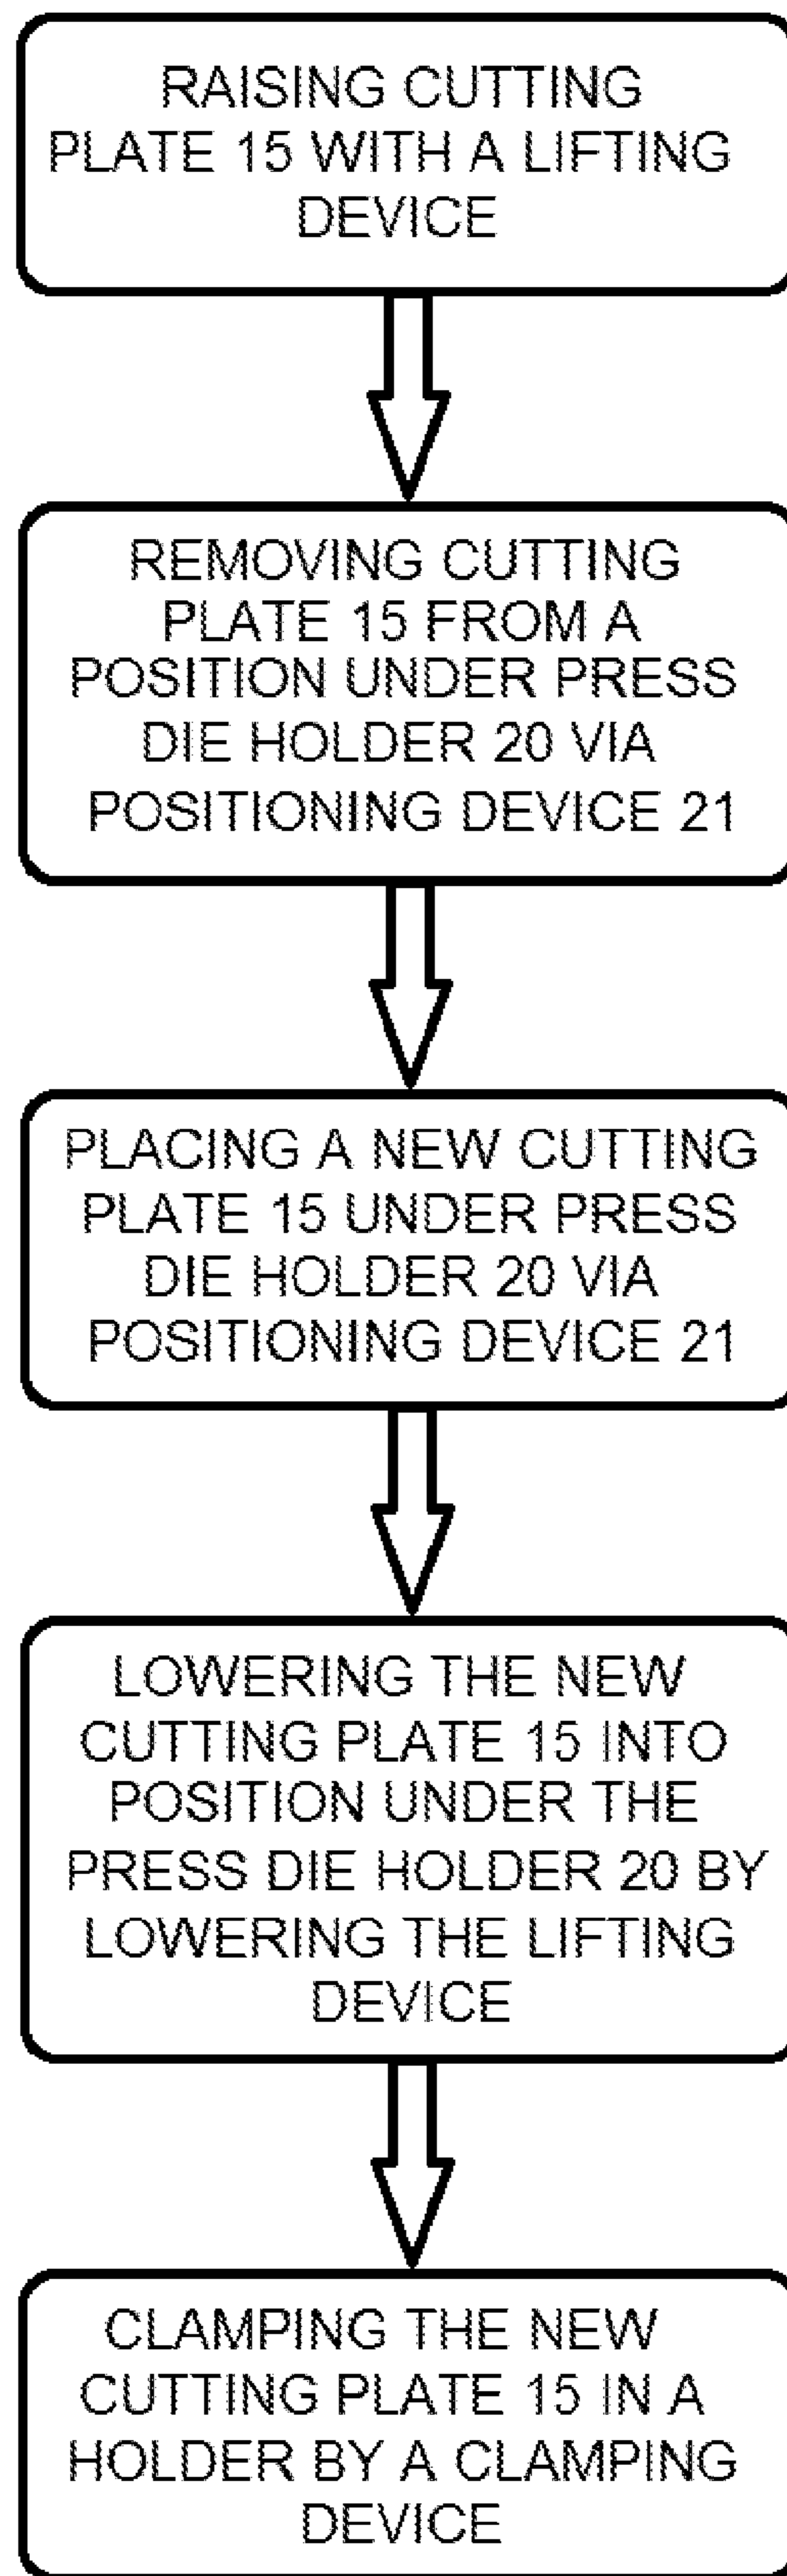 RAISING CUTTING
PLATE 15 WITH A LIFTING
DEVICE
REMOVING CUTTING
PLATE 15 FROM A
POSITION UNDER PRESS
DIE HOLDER 20 VIA
POSITIONING DEVICE 21
PLACING A NEW CUTTING
PLATE 15 UNDER PRESS
DIE HOLDER 20 VIA
POSITIONING DEVICE 21
LOWERING THE NEW
CUTTING PLATE 15 INTO
POSITION UNDER THE
PRESS DIE HOLDER 20 BY
LOWERING THE LIFTING
DEVICE
CLAMPING THE NEW
CUTTING PLATE 15 IN A
HOLDER BY A CLAMPING
DEVICE